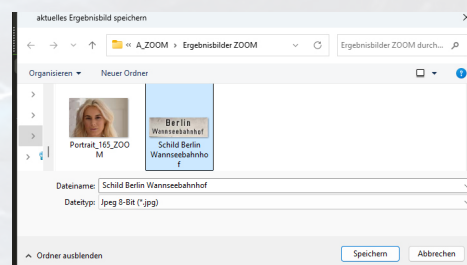 aktuelles Ergebnisbild speichern
« A_ZOOM › Ergebnisbilder ZOOM
Ergebnisbilder ZOOM durch...
Organisieren
Neuer Ordner
Berlin
Wannseebahnhof
Portrait_165_ZOO
M
Schild Berlin
Wannseebahnho
f
Dateiname: Schild Berlin Wannseebahnhof
Dateityp: Jpeg 8-Bit (*.jpg)
Ordner ausblenden
Speichern
Abbrechen